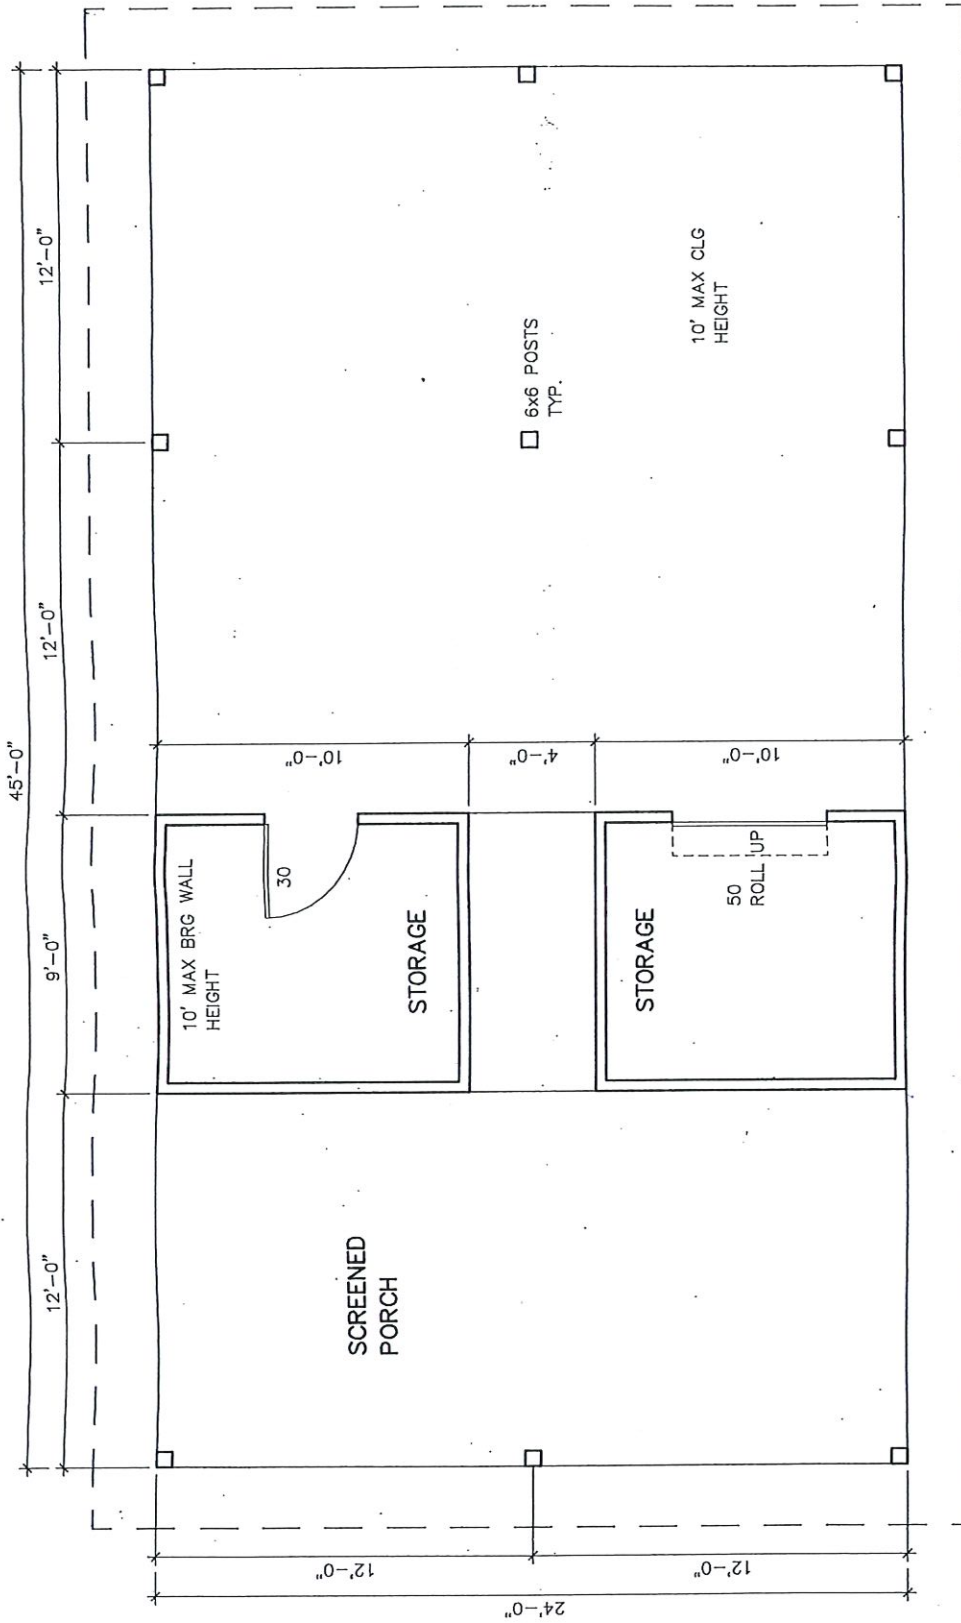 45'-0"
12'-0"
9'-0"
12'-0"
12'-0"
24'-0"
12'-0"
12'-0"
SCREENED
PORCH
10' MAX BRG WALL
HEIGHT
30
STORAGE
STORAGE
50
ROLL UP
10'-0"
4'-0"
10'-0"
6x6 POSTS
TYP.
10' MAX CLG
HEIGHT